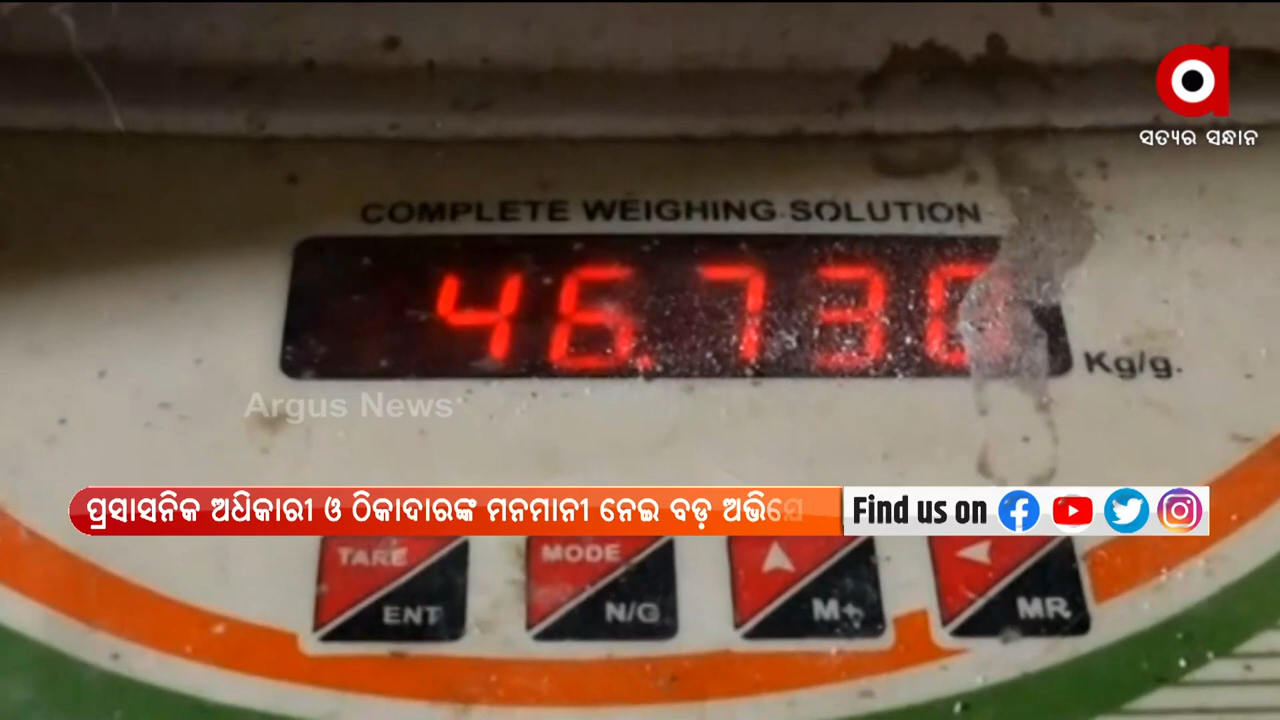 ସତ୍ୟର ସନ୍ଧାନ
COMPLETE WEIGHING SOLUTION
46.730
Kg/g.
Argus News
ପ୍ରସାସନିକ ଅଧିକାରୀ ଓ ଠିକାଦାରଙ୍କ ମନମାନୀ ନେଇ ବଡ଼
Find us on
TARE
ENT
MODE
N/G
M+
MR